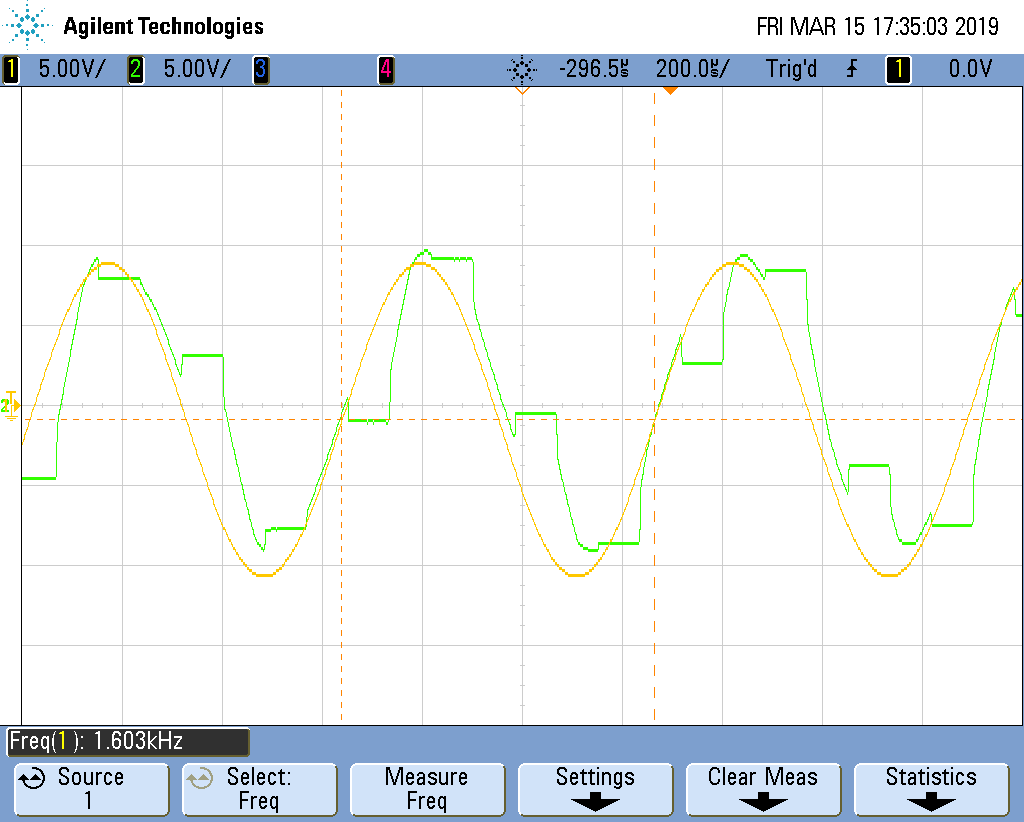 Agilent Technologies FRI MAR 15 17:35:03 2019
1 5.00V/ 2 5.00V/ 3 4 -296.5µs 200.0µs/ Trig'd 1 0.0V
2
Freq(1): 1.603kHz
Source Select: Measure Settings Clear Meas Statistics
1 Freq Freq